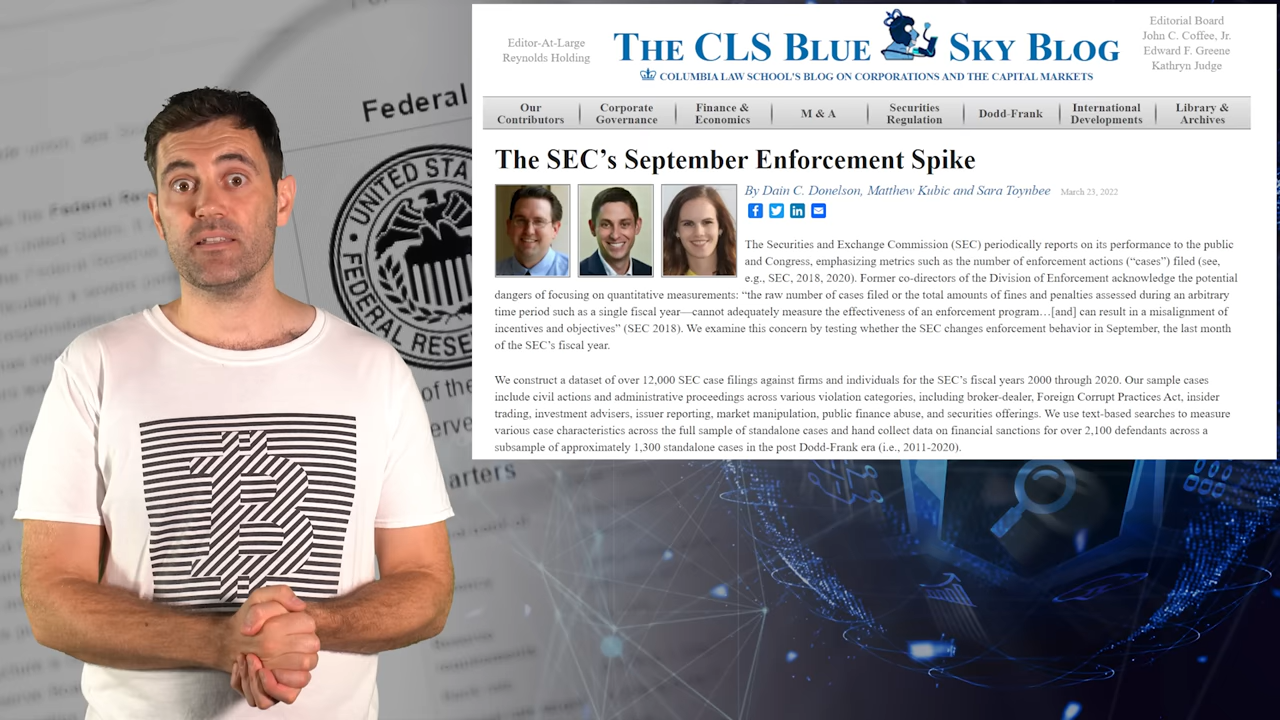 Federal
UNITED STA
FEDERAL RESE
of the
erve
arters
Editor-At-Large
Reynolds Holding
THE CLS BLUE SKY BLOG
COLUMBIA LAW SCHOOL'S BLOG ON CORPORATIONS AND THE CAPITAL MARKETS
Editorial Board
John C. Coffee, Jr.
Edward F. Greene
Kathryn Judge
Our Contributors
Corporate Governance
Finance & Economics
M & A
Securities Regulation
Dodd-Frank
International Developments
Library & Archives
The SEC's September Enforcement Spike
By Dain C. Donelson, Matthew Kubic and Sara Toynbee March 23, 2022
The Securities and Exchange Commission (SEC) periodically reports on its performance to the public
and Congress, emphasizing metrics such as the number of enforcement actions (“cases”) filed (see,
e.g., SEC, 2018, 2020). Former co-directors of the Division of Enforcement acknowledge the potential
dangers of focusing on quantitative measurements: “the raw number of cases filed or the total amounts of fines and penalties assessed during an arbitrary
time period such as a single fiscal year—cannot adequately measure the effectiveness of an enforcement program…[and] can result in a misalignment of
incentives and objectives” (SEC 2018). We examine this concern by testing whether the SEC changes enforcement behavior in September, the last month
of the SEC’s fiscal year.
We construct a dataset of over 12,000 SEC case filings against firms and individuals for the SEC’s fiscal years 2000 through 2020. Our sample cases
include civil actions and administrative proceedings across various violation categories, including broker-dealer, Foreign Corrupt Practices Act, insider
trading, investment advisers, issuer reporting, market manipulation, public finance abuse, and securities offerings. We use text-based searches to measure
various case characteristics across the full sample of standalone cases and hand collect data on financial sanctions for over 2,100 defendants across a
subsample of approximately 1,300 standalone cases in the post Dodd-Frank era (i.e., 2011-2020).